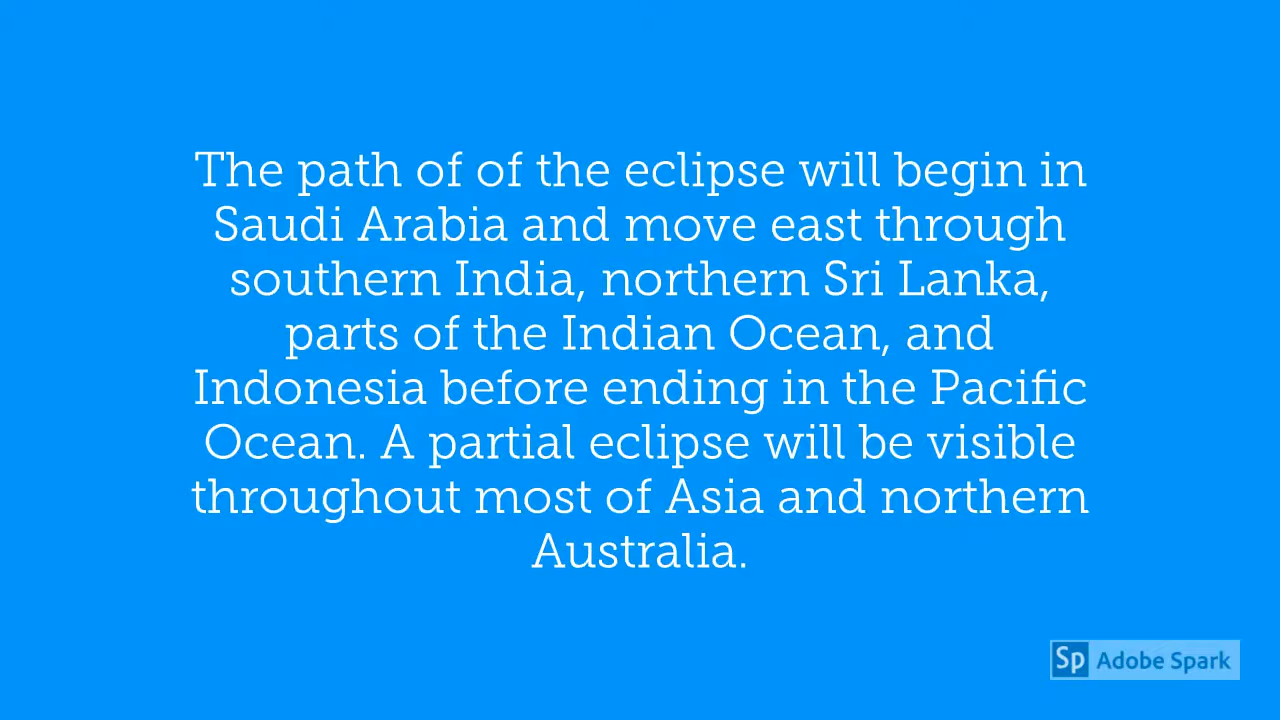 The path of of the eclipse will begin in
Saudi Arabia and move east through
southern India, northern Sri Lanka,
parts of the Indian Ocean, and
Indonesia before ending in the Pacific
Ocean. A partial eclipse will be visible
throughout most of Asia and northern
Australia.
Sp Adobe Spark